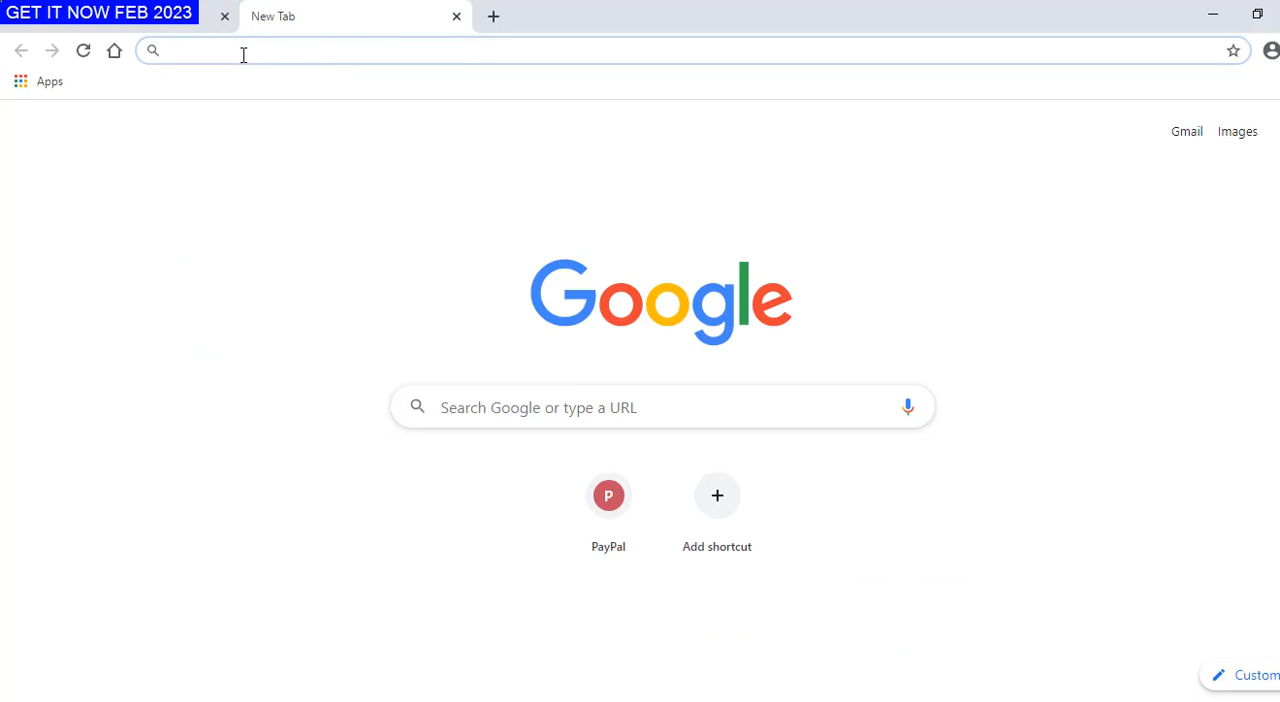 GET IT NOW FEB 2023
New Tab
Apps
Gmail Images
Google
Search Google or type a URL
P
PayPal Add shortcut
Custom